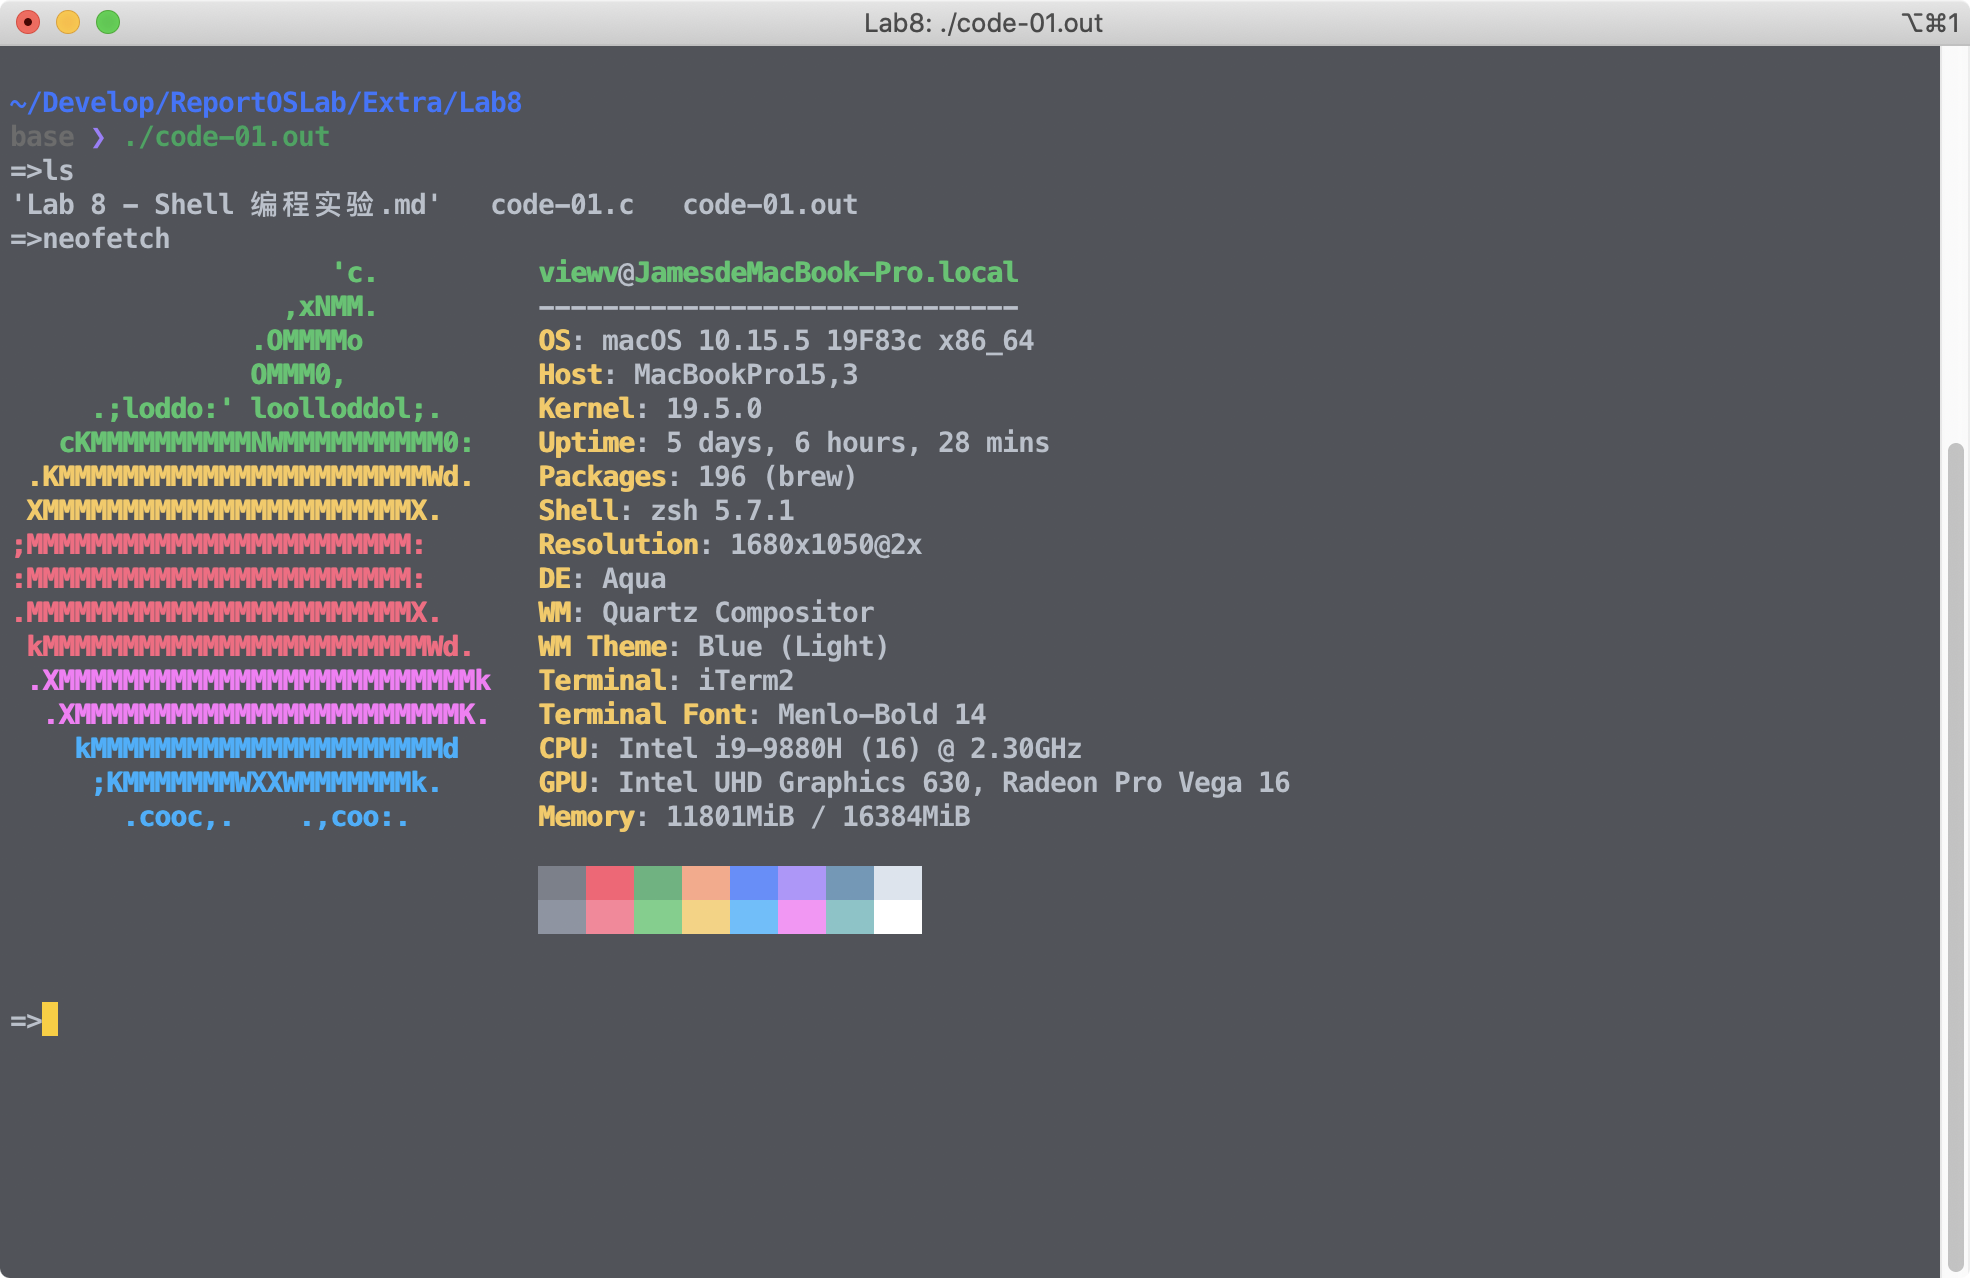 Lab8: ./code-01.out ⌥⌘1
~/Develop/ReportOSLab/Extra/Lab8
base ❯ ./code-01.out
=>ls
'Lab 8 - Shell 编程实验.md'   code-01.c   code-01.out
=>neofetch
                    'c.          viewv@JamesdeMacBook-Pro.local
                 ,xNMM.          ------------------------------
               .OMMMMo           OS: macOS 10.15.5 19F83c x86_64
               OMMM0,            Host: MacBookPro15,3
     .;loddo:' loolloddol;.      Kernel: 19.5.0
   cKMMMMMMMMMMNWMMMMMMMMMM0:    Uptime: 5 days, 6 hours, 28 mins
 .KMMMMMMMMMMMMMMMMMMMMMMMWd.    Packages: 196 (brew)
 XMMMMMMMMMMMMMMMMMMMMMMMX.      Shell: zsh 5.7.1
;MMMMMMMMMMMMMMMMMMMMMMMM:       Resolution: 1680x1050@2x
:MMMMMMMMMMMMMMMMMMMMMMMM:       DE: Aqua
.MMMMMMMMMMMMMMMMMMMMMMMMX.      WM: Quartz Compositor
 kMMMMMMMMMMMMMMMMMMMMMMMMWd.    WM Theme: Blue (Light)
 .XMMMMMMMMMMMMMMMMMMMMMMMMMMk   Terminal: iTerm2
  .XMMMMMMMMMMMMMMMMMMMMMMMMK.   Terminal Font: Menlo-Bold 14
    kMMMMMMMMMMMMMMMMMMMMMMd     CPU: Intel i9-9880H (16) @ 2.30GHz
     ;KMMMMMMMWXXWMMMMMMMk.      GPU: Intel UHD Graphics 630, Radeon Pro Vega 16
       .cooc,.    .,coo:.        Memory: 11801MiB / 16384MiB
=>